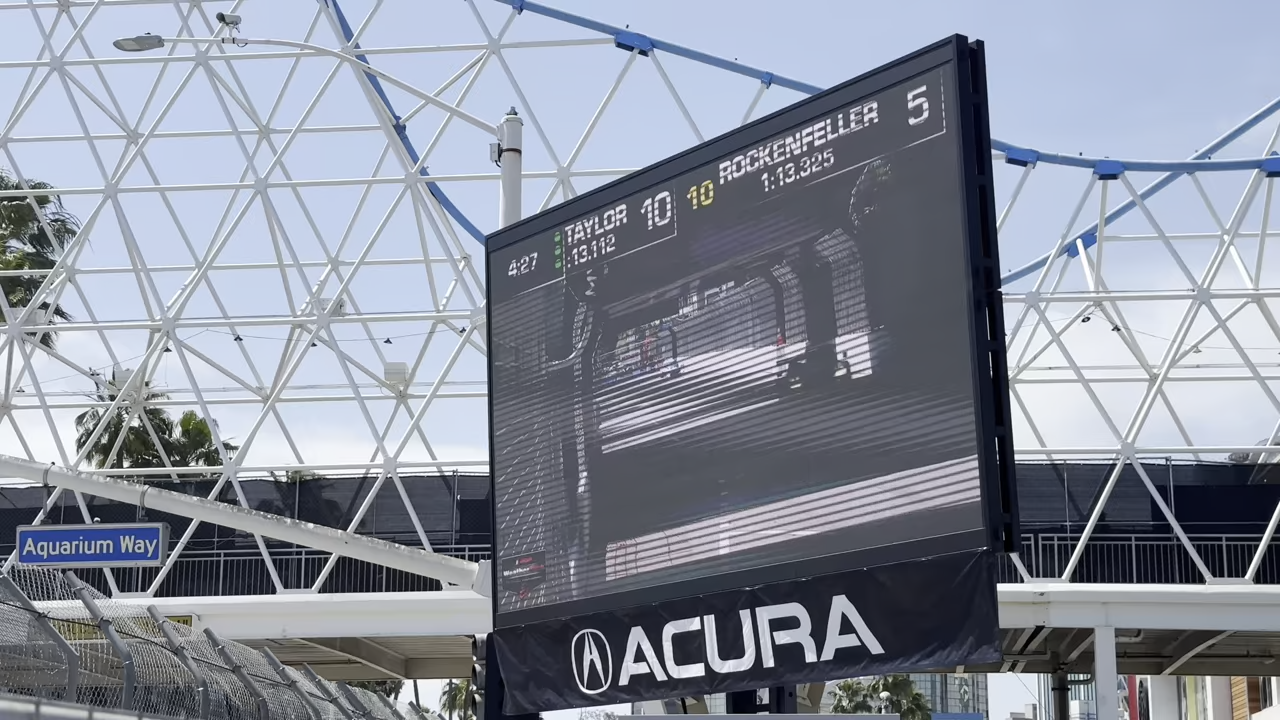 4:27
TAYLOR 10
:13.112
10
ROCKENFELLER 5
1:13.325
Aquarium Way
ACURA